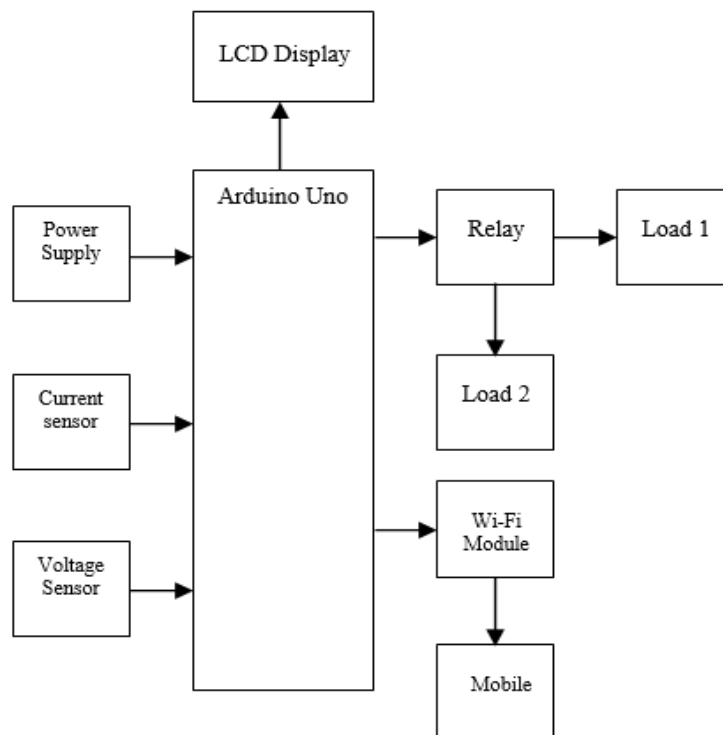 LCD Display
Arduino Uno
Power
Supply
Relay
Load 1
Current
sensor
Load 2
Voltage
Sensor
Wi-Fi
Module
Mobile